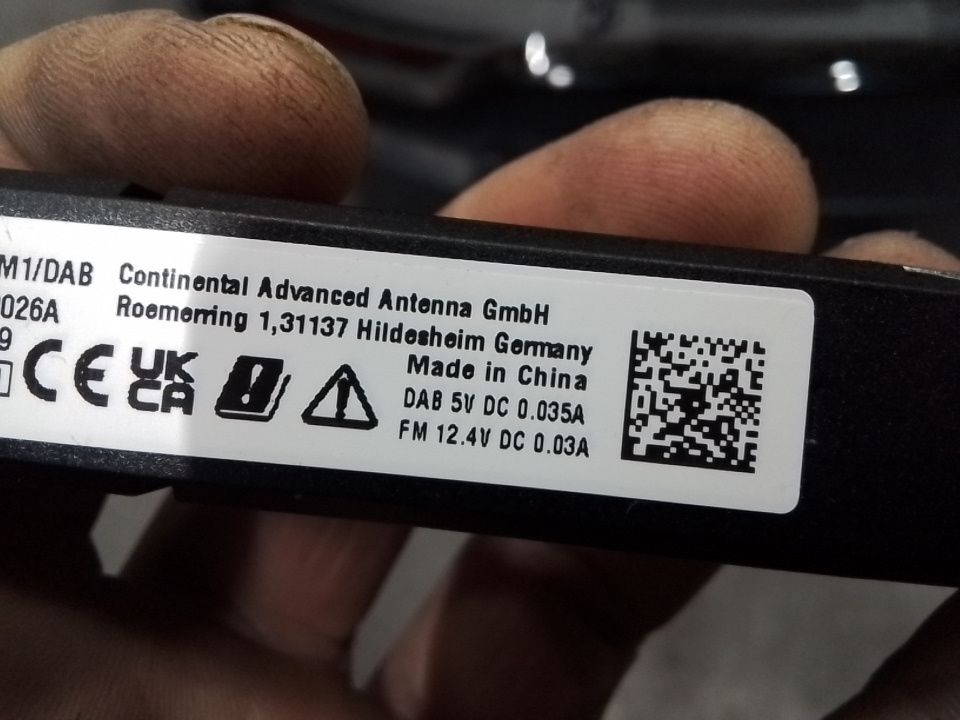 M1/DAB
026A
9
Continental Advanced Antenna GmbH
Roemerring 1,31137 Hildesheim Germany
Made in China
DAB 5V DC 0.035A
FM 12.4V DC 0.03A
CE UK
CA